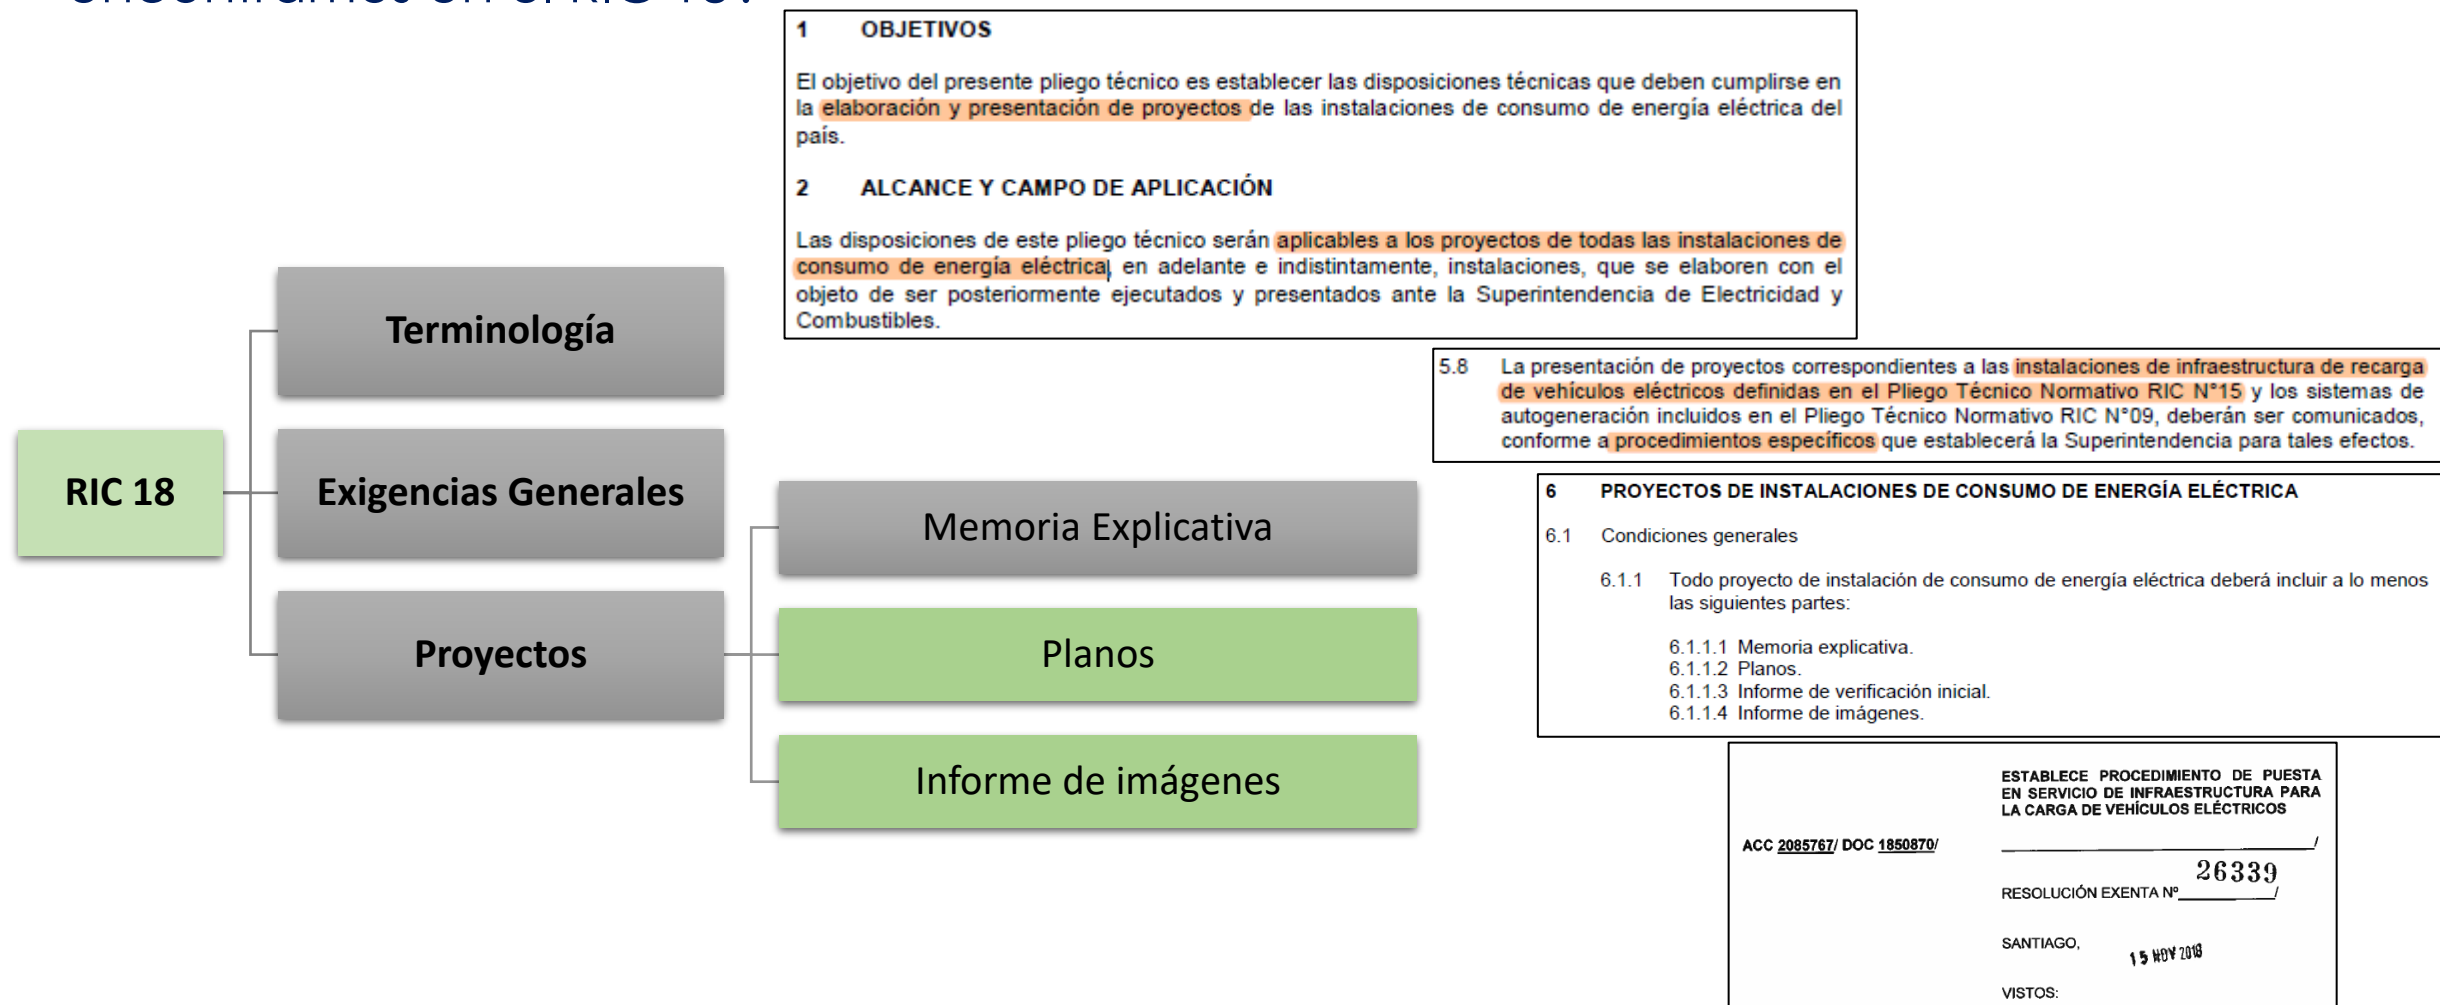 encontramos en el RIC 18?
1 OBJETIVOS
El objetivo del presente pliego técnico es establecer las disposiciones técnicas que deben cumplirse en
la elaboración y presentación de proyectos de las instalaciones de consumo de energía eléctrica del
país.
2 ALCANCE Y CAMPO DE APLICACIÓN
Las disposiciones de este pliego técnico serán aplicables a los proyectos de todas las instalaciones de
consumo de energía eléctrica, en adelante e indistintamente, instalaciones, que se elaboren con el
objeto de ser posteriormente ejecutados y presentados ante la Superintendencia de Electricidad y
Combustibles.
RIC 18
Terminología
Exigencias Generales
Proyectos
Memoria Explicativa
Planos
Informe de imágenes
5.8 La presentación de proyectos correspondientes a las instalaciones de infraestructura de recarga
de vehículos eléctricos definidas en el Pliego Técnico Normativo RIC N°15 y los sistemas de
autogeneración incluidos en el Pliego Técnico Normativo RIC N°09, deberán ser comunicados,
conforme a procedimientos específicos que establecerá la Superintendencia para tales efectos.
6 PROYECTOS DE INSTALACIONES DE CONSUMO DE ENERGÍA ELÉCTRICA
6.1 Condiciones generales
6.1.1 Todo proyecto de instalación de consumo de energía eléctrica deberá incluir a lo menos
las siguientes partes:
6.1.1.1 Memoria explicativa.
6.1.1.2 Planos.
6.1.1.3 Informe de verificación inicial.
6.1.1.4 Informe de imágenes.
ESTABLECE PROCEDIMIENTO DE PUESTA
EN SERVICIO DE INFRAESTRUCTURA PARA
LA CARGA DE VEHÍCULOS ELÉCTRICOS
ACC 2085767/ DOC 1850870/
RESOLUCIÓN EXENTA Nº 26339/
SANTIAGO,
15 NOV 2018
VISTOS: